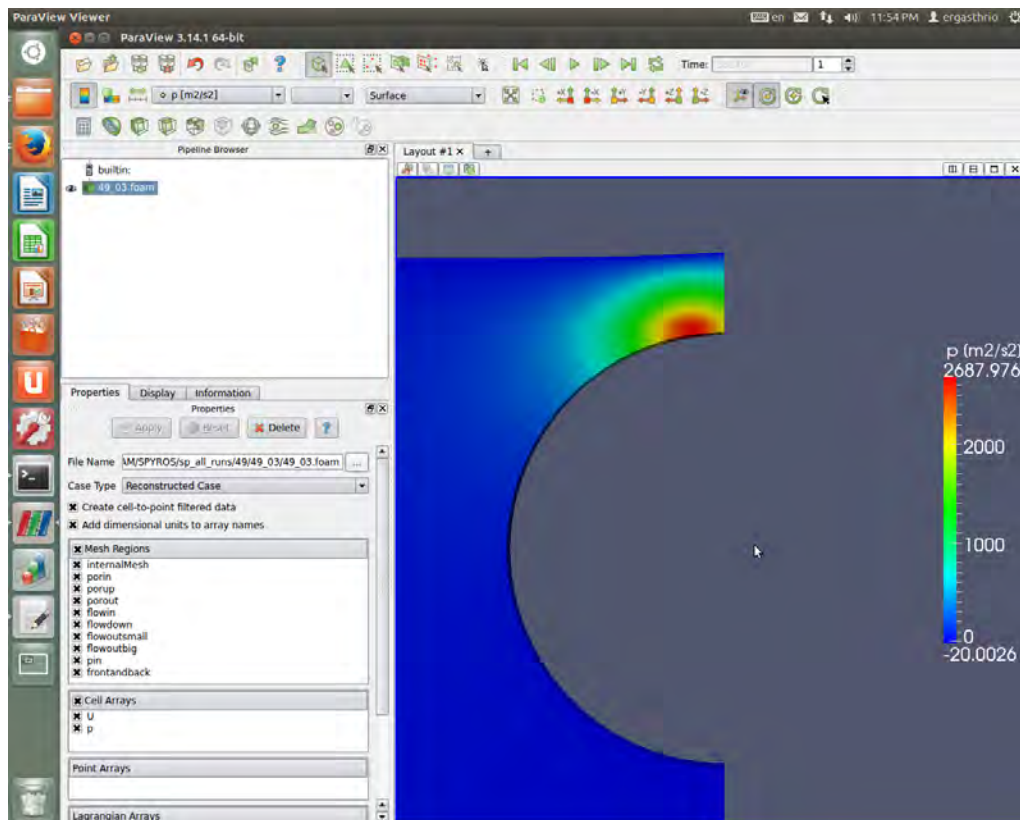 ParaView Viewer
en
11:54 PM
ergasthrio
ParaView 3.14.1 64-bit
Time:
1
p [m2/s2]
Surface
Pipeline Browser
Layout #1
builtin:
49_03.foam
Properties
Display
Information
Properties
Apply
Reset
Delete
File Name
\M/SPYROS/sp_all_runs/49/49_03/49_03.foam
...
Case Type
Reconstructed Case
Create cell-to-point filtered data
Add dimensional units to array names
Mesh Regions
internalMesh
porin
porup
porout
flowin
flowdown
flowoutsmall
flowoutbig
pin
frontandback
Cell Arrays
U
p
Point Arrays
Lagrangian Arrays
p (m2/s2)
2687.976
2000
1000
0
-20.0026